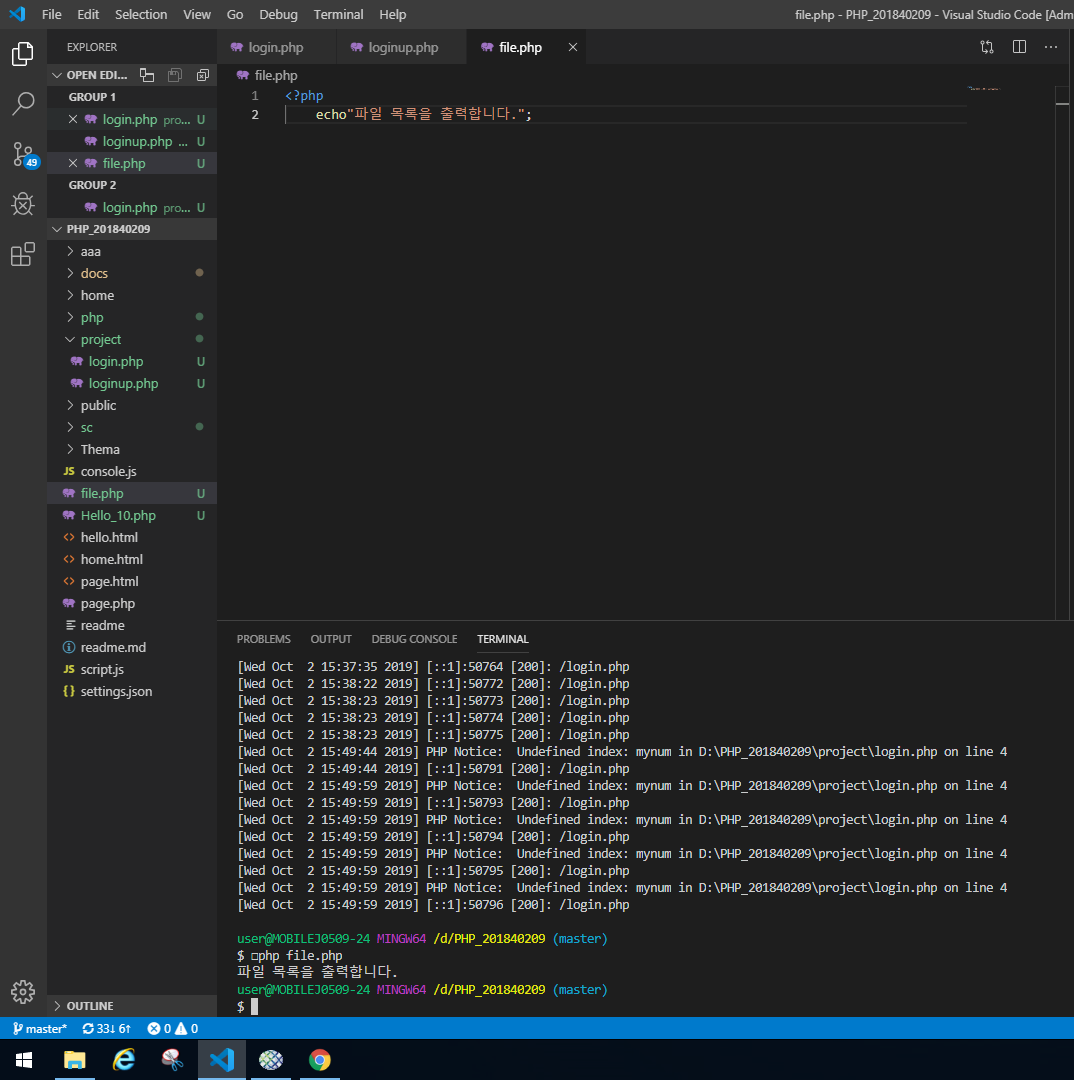 File Edit Selection View Go Debug Terminal Help
file.php - PHP_201840209 - Visual Studio Code [Adm
EXPLORER
OPEN EDI...
GROUP 1
login.php pro... U
loginup.php ... U
file.php U
GROUP 2
login.php pro... U
PHP_201840209
aaa
docs
home
php
project
login.php U
loginup.php U
public
sc
Thema
JS console.js
file.php U
Hello_10.php U
<> hello.html
<> home.html
<> page.html
page.php
readme
readme.md
JS script.js
{} settings.json
OUTLINE
49
login.php loginup.php file.php
file.php
1 <?php
2 echo"파일 목록을 출력합니다.";
PROBLEMS OUTPUT DEBUG CONSOLE TERMINAL
[Wed Oct  2 15:37:35 2019] [::1]:50764 [200]: /login.php
[Wed Oct  2 15:38:22 2019] [::1]:50772 [200]: /login.php
[Wed Oct  2 15:38:23 2019] [::1]:50773 [200]: /login.php
[Wed Oct  2 15:38:23 2019] [::1]:50774 [200]: /login.php
[Wed Oct  2 15:38:23 2019] [::1]:50775 [200]: /login.php
[Wed Oct  2 15:49:44 2019] PHP Notice:  Undefined index: mynum in D:\PHP_201840209\project\login.php on line 4
[Wed Oct  2 15:49:44 2019] [::1]:50791 [200]: /login.php
[Wed Oct  2 15:49:59 2019] PHP Notice:  Undefined index: mynum in D:\PHP_201840209\project\login.php on line 4
[Wed Oct  2 15:49:59 2019] [::1]:50793 [200]: /login.php
[Wed Oct  2 15:49:59 2019] PHP Notice:  Undefined index: mynum in D:\PHP_201840209\project\login.php on line 4
[Wed Oct  2 15:49:59 2019] [::1]:50794 [200]: /login.php
[Wed Oct  2 15:49:59 2019] PHP Notice:  Undefined index: mynum in D:\PHP_201840209\project\login.php on line 4
[Wed Oct  2 15:49:59 2019] [::1]:50795 [200]: /login.php
[Wed Oct  2 15:49:59 2019] PHP Notice:  Undefined index: mynum in D:\PHP_201840209\project\login.php on line 4
[Wed Oct  2 15:49:59 2019] [::1]:50796 [200]: /login.php
user@MOBILEJ0509-24 MINGW64 /d/PHP_201840209 (master)
$ □php file.php
파일 목록을 출력합니다.
user@MOBILEJ0509-24 MINGW64 /d/PHP_201840209 (master)
$
master* 33↓ 6↑ 0 0